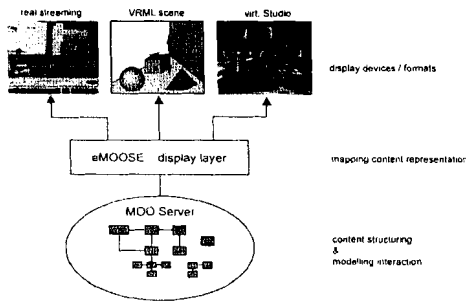 real streaming VRML scene virt. Studio
display devices / formats
eMOOSE display layer
mapping content representation
MOO Server
content structuring
&
modelling interaction